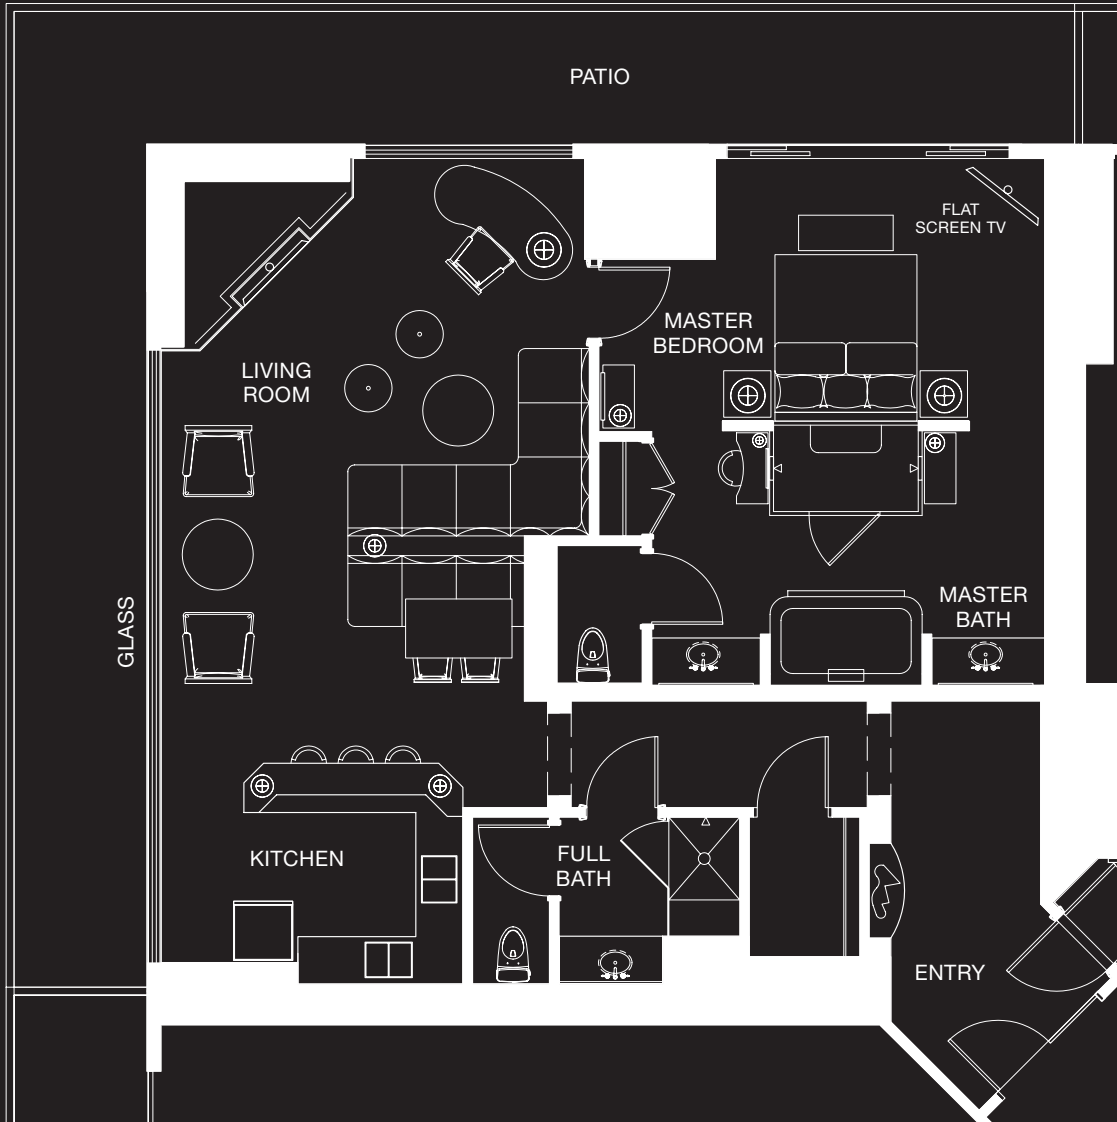 PATIO
FLAT
SCREEN TV
MASTER
BEDROOM
LIVING
ROOM
GLASS
MASTER
BATH
KITCHEN
FULL
BATH
ENTRY